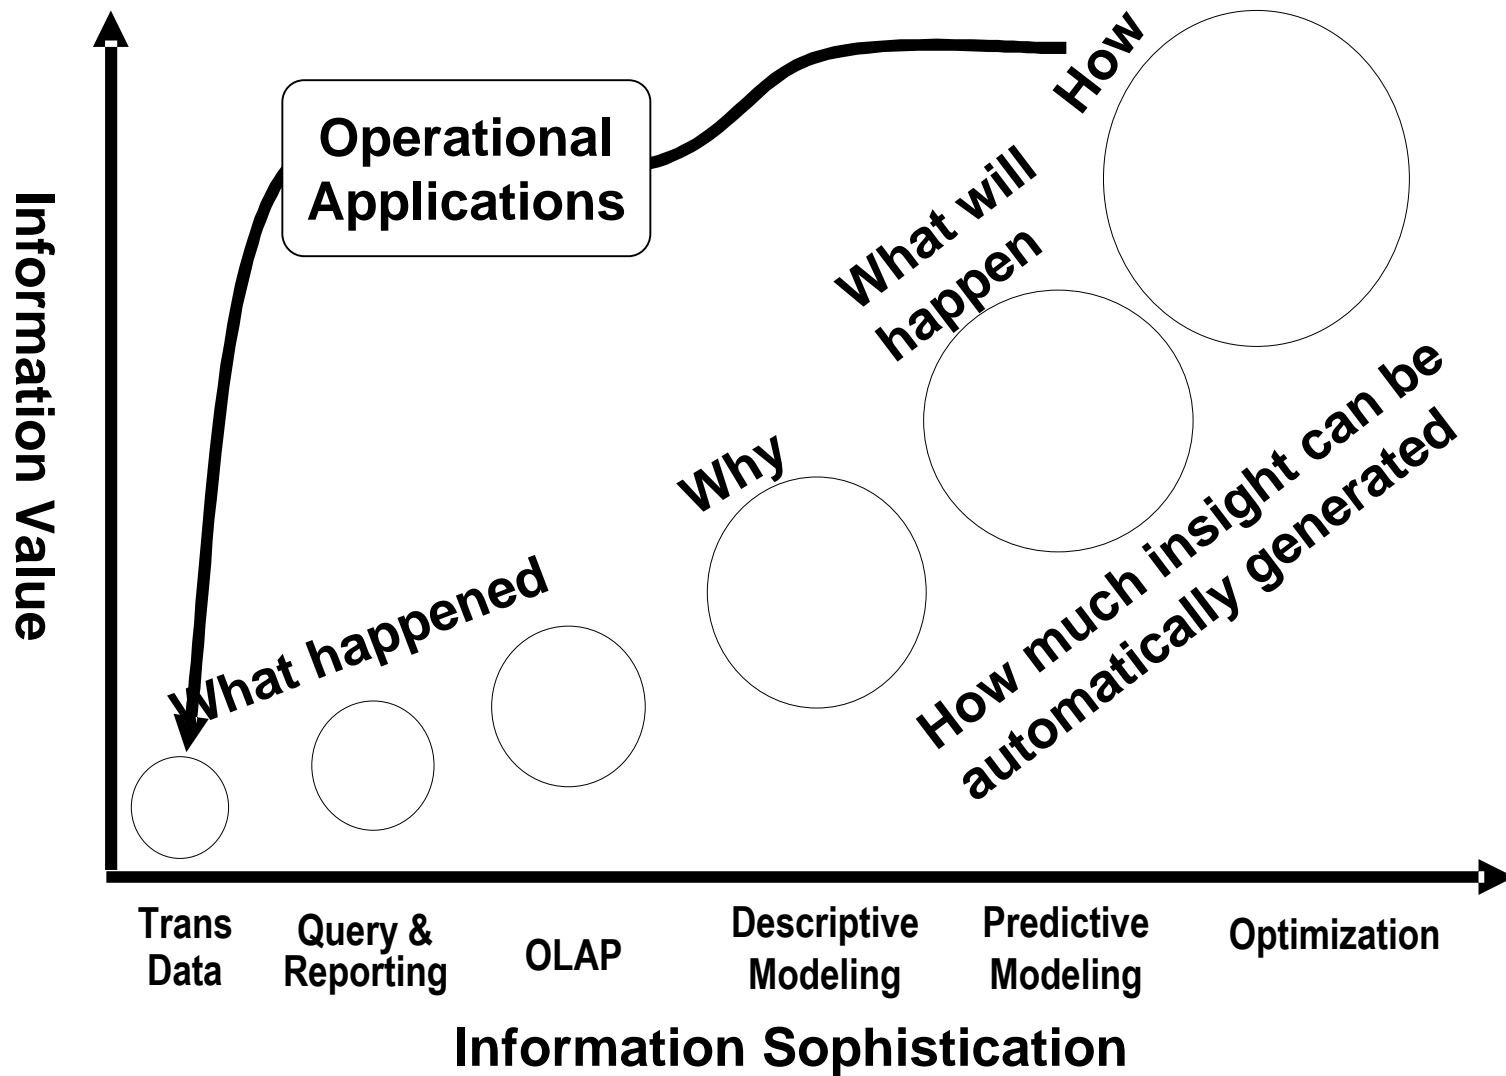 How
Operational
Applications
What will
happen
Information Value
Why
How much insight can be
automatically generated
What happened
Trans
Data
Query &
Reporting
OLAP
Descriptive
Modeling
Predictive
Modeling
Optimization
Information Sophistication